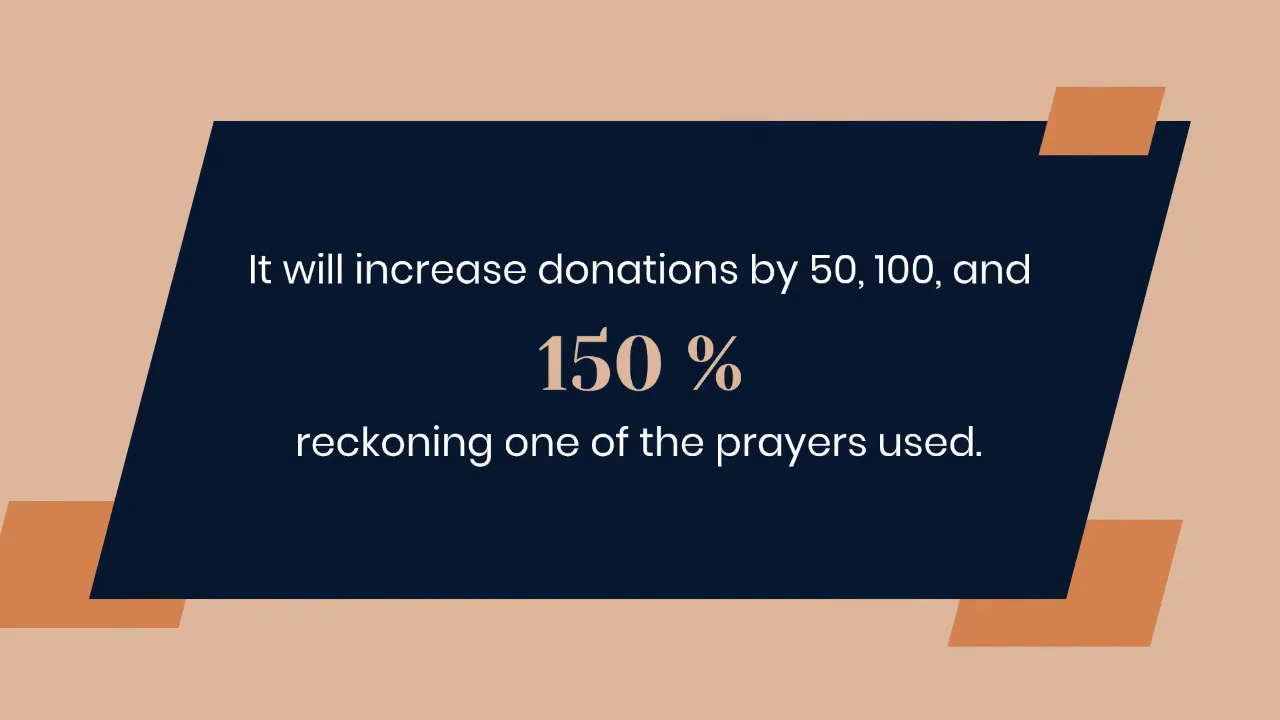 It will increase donations by 50, 100, and
150 %
reckoning one of the prayers used.